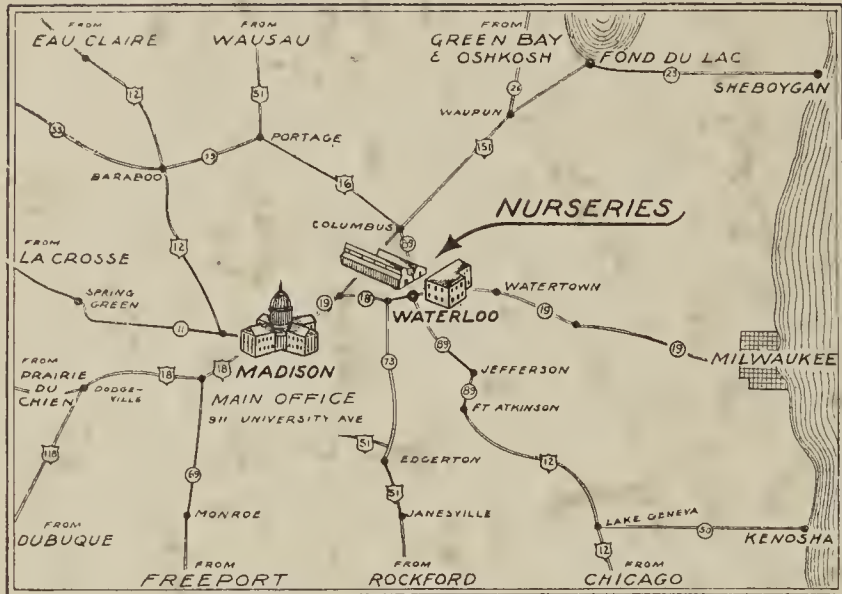 FROM
EAU CLAIRE
FROM
WAUSAU
FROM
GREEN BAY
& OSHKOSH
FOND DU LAC
23
SHEBOYGAN
12
51
26
WAUPUN
33
PORTAGE
19
BARABOO
151
16
COLUMBUS
89
NURSERIES
12
FROM
LA CROSSE
SPRING
GREEN
11
19
18
WATERLOO
WATERTOWN
19
19
MILWAUKEE
MADISON
MAIN OFFICE
911 UNIVERSITY AVE
FROM
PRAIRIE
DU
CHIEN
18
DODGE-
VILLE
18
73
89
JEFFERSON
89
FT ATKINSON
118
69
51
EDGERTON
12
51
MONROE
JANESVILLE
LAKE GENEVA
50
KENOSHA
12
FROM
DUBUQUE
FROM
FREEPORT
FROM
ROCKFORD
FROM
CHICAGO